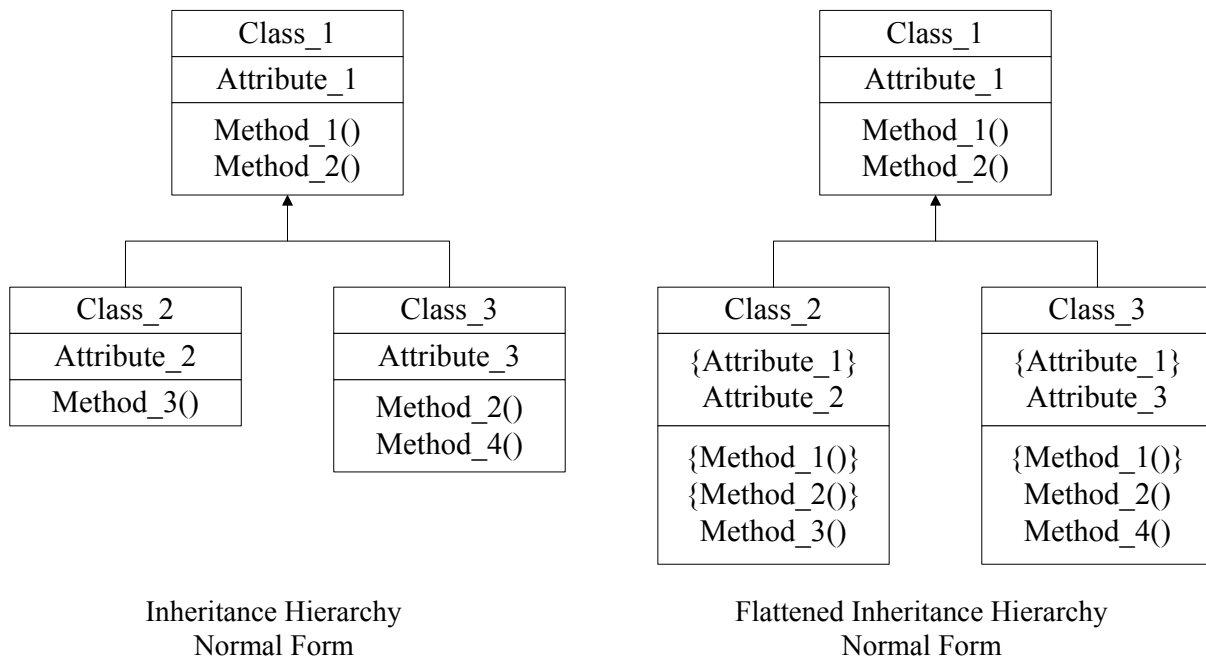 Class_1
Attribute_1
Method_1()
Method_2()
Class_2
Attribute_2
Method_3()
Class_3
Attribute_3
Method_2()
Method_4()
Inheritance Hierarchy
Normal Form
Class_1
Attribute_1
Method_1()
Method_2()
Class_2
{Attribute_1}
Attribute_2
{Method_1()}
{Method_2()}
Method_3()
Class_3
{Attribute_1}
Attribute_3
{Method_1()}
Method_2()
Method_4()
Flattened Inheritance Hierarchy
Normal Form